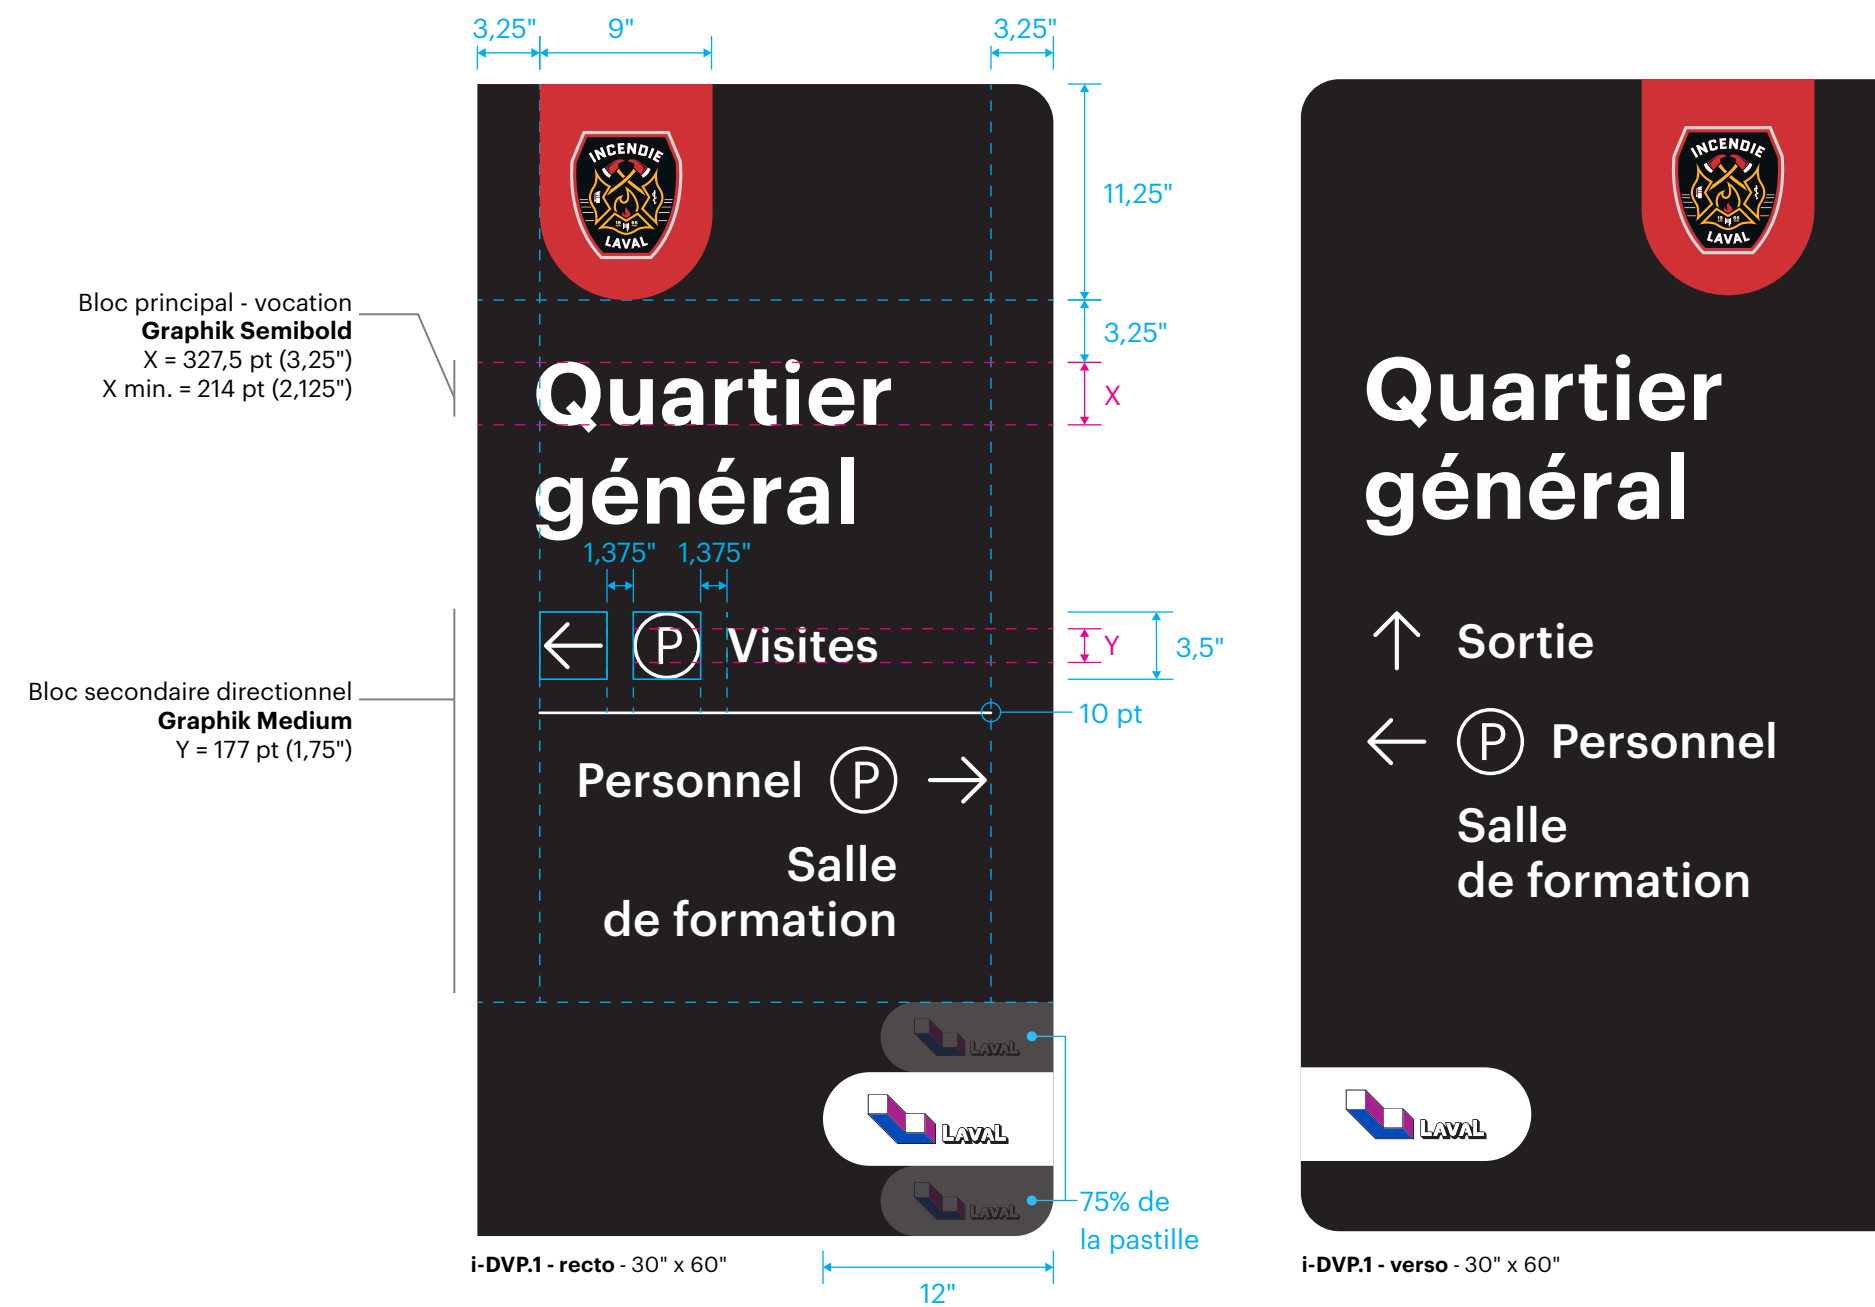 3,25" 9" 3,25"
INCENDIE
LAVAL
11,25"
Bloc principal - vocation
Graphik Semibold
X = 327,5 pt (3,25")
X min. = 214 pt (2,125")
3,25"
X
Quartier
général
1,375" 1,375"
P Visites
Y
3,5"
10 pt
Bloc secondaire directionnel
Graphik Medium
Y = 177 pt (1,75")
Personnel P
Salle
de formation
LAVAL
LAVAL
LAVAL
75% de
la pastille
i-DVP.1 - recto - 30" x 60"
12"
INCENDIE
LAVAL
Quartier
général
Sortie
P Personnel
Salle
de formation
LAVAL
i-DVP.1 - verso - 30" x 60"